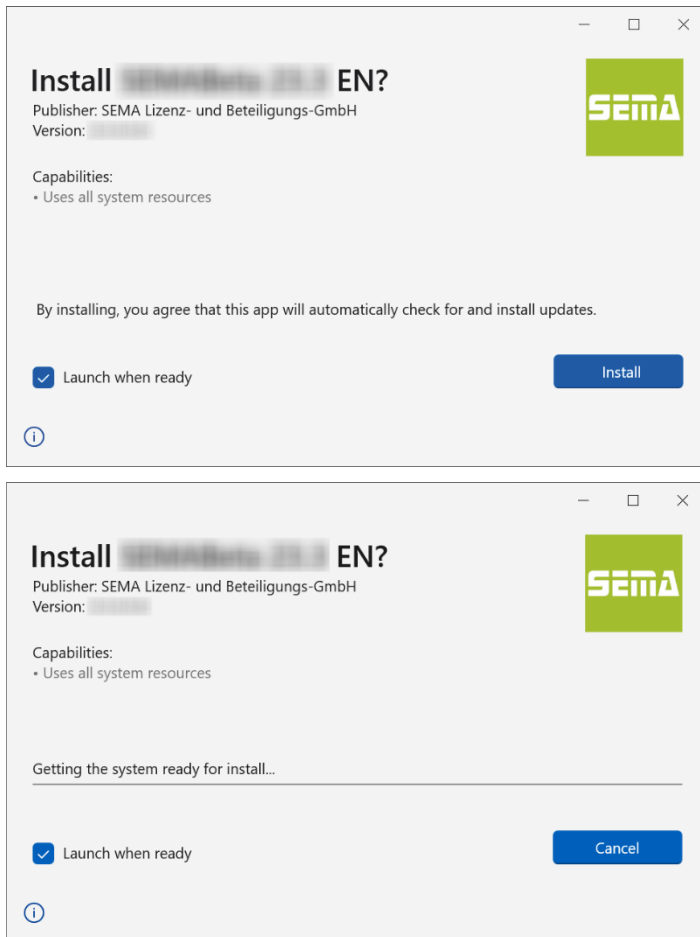 Install EN?
Publisher: SEMA Lizenz- und Beteiligungs-GmbH
Version:
SEMA
Capabilities:
• Uses all system resources
By installing, you agree that this app will automatically check for and install updates.
Launch when ready
Install
Install EN?
Publisher: SEMA Lizenz- und Beteiligungs-GmbH
Version:
SEMA
Capabilities:
• Uses all system resources
Getting the system ready for install...
Launch when ready
Cancel